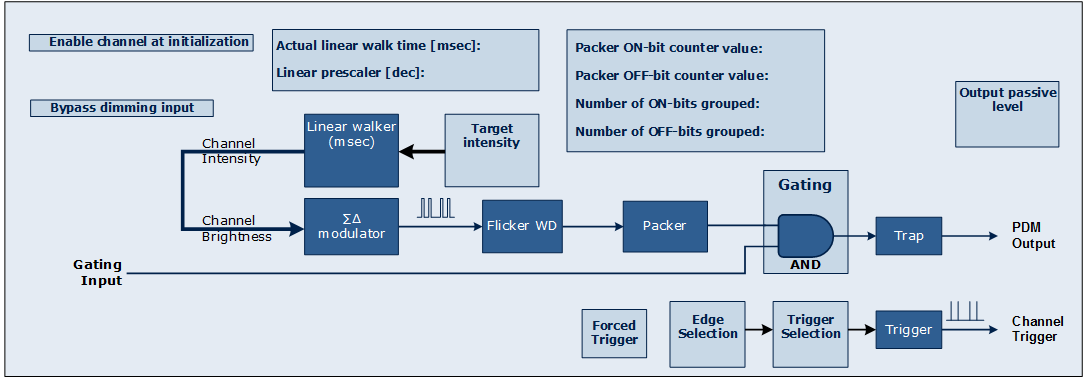 Enable channel at initialization
Actual linear walk time [msec]:
Linear prescaler [dec]:
Packer ON-bit counter value:
Packer OFF-bit counter value:
Number of ON-bits grouped:
Number of OFF-bits grouped:
Output passive
level
Bypass dimming input
Channel
Intensity
Linear walker
(msec)
Target
intensity
Channel
Brightness
ΣΔ
modulator
Flicker WD
Packer
Gating
AND
Trap
PDM
Output
Gating
Input
Forced
Trigger
Edge
Selection
Trigger
Selection
Trigger
Channel
Trigger